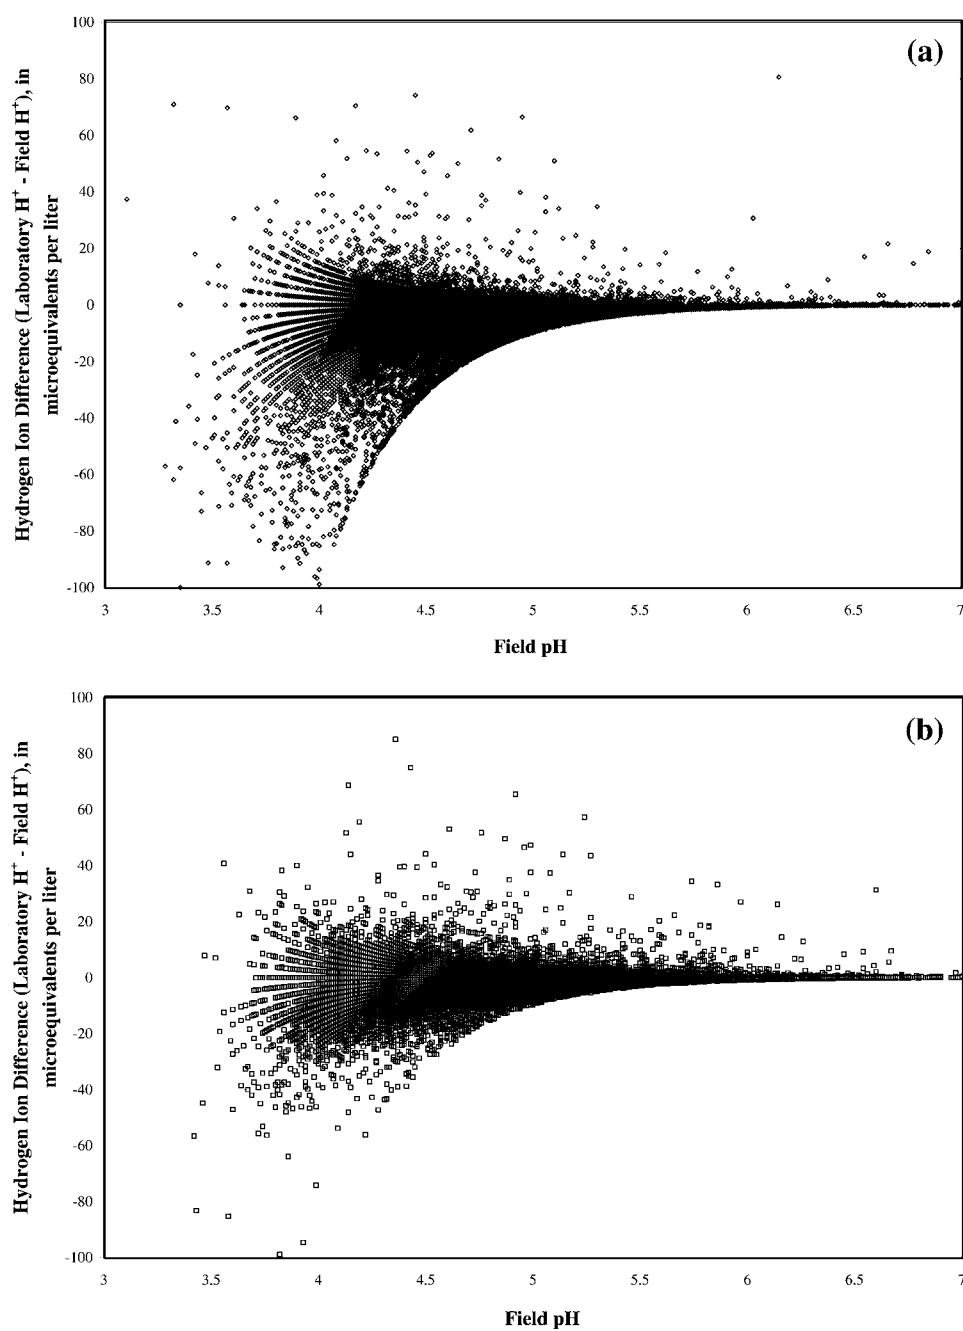 (a)
Hydrogen Ion Difference (Laboratory H⁺ - Field H⁺), in
microequivalents per liter
100
80
60
40
20
0
-20
-40
-60
-80
-100
3 3.5 4 4.5 5 5.5 6 6.5 7
Field pH
(b)
Hydrogen Ion Difference (Laboratory H⁺ - Field H⁺), in
microequivalents per liter
100
80
60
40
20
0
-20
-40
-60
-80
-100
3 3.5 4 4.5 5 5.5 6 6.5 7
Field pH